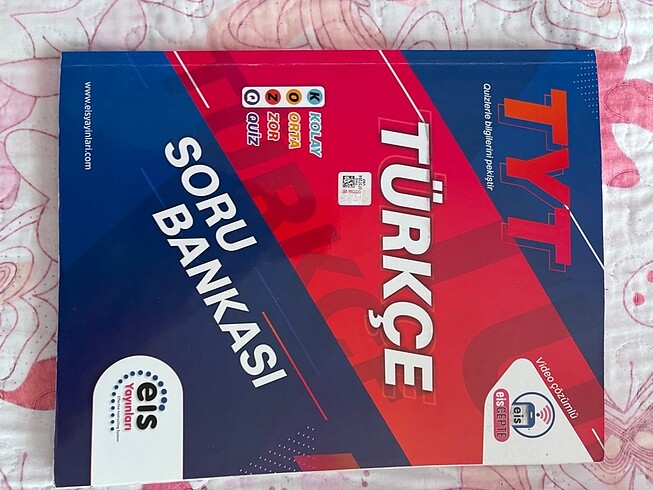 TYT
Quizlerle bilgilerini pekiştir
TÜRKÇE
K KOLAY
O ORTA
Z ZOR
Q QUİZ
SORU
BANKASI
Video çözümlü
eis
eisCEPTE
eis
Yayınları
www.eisyayinlari.com